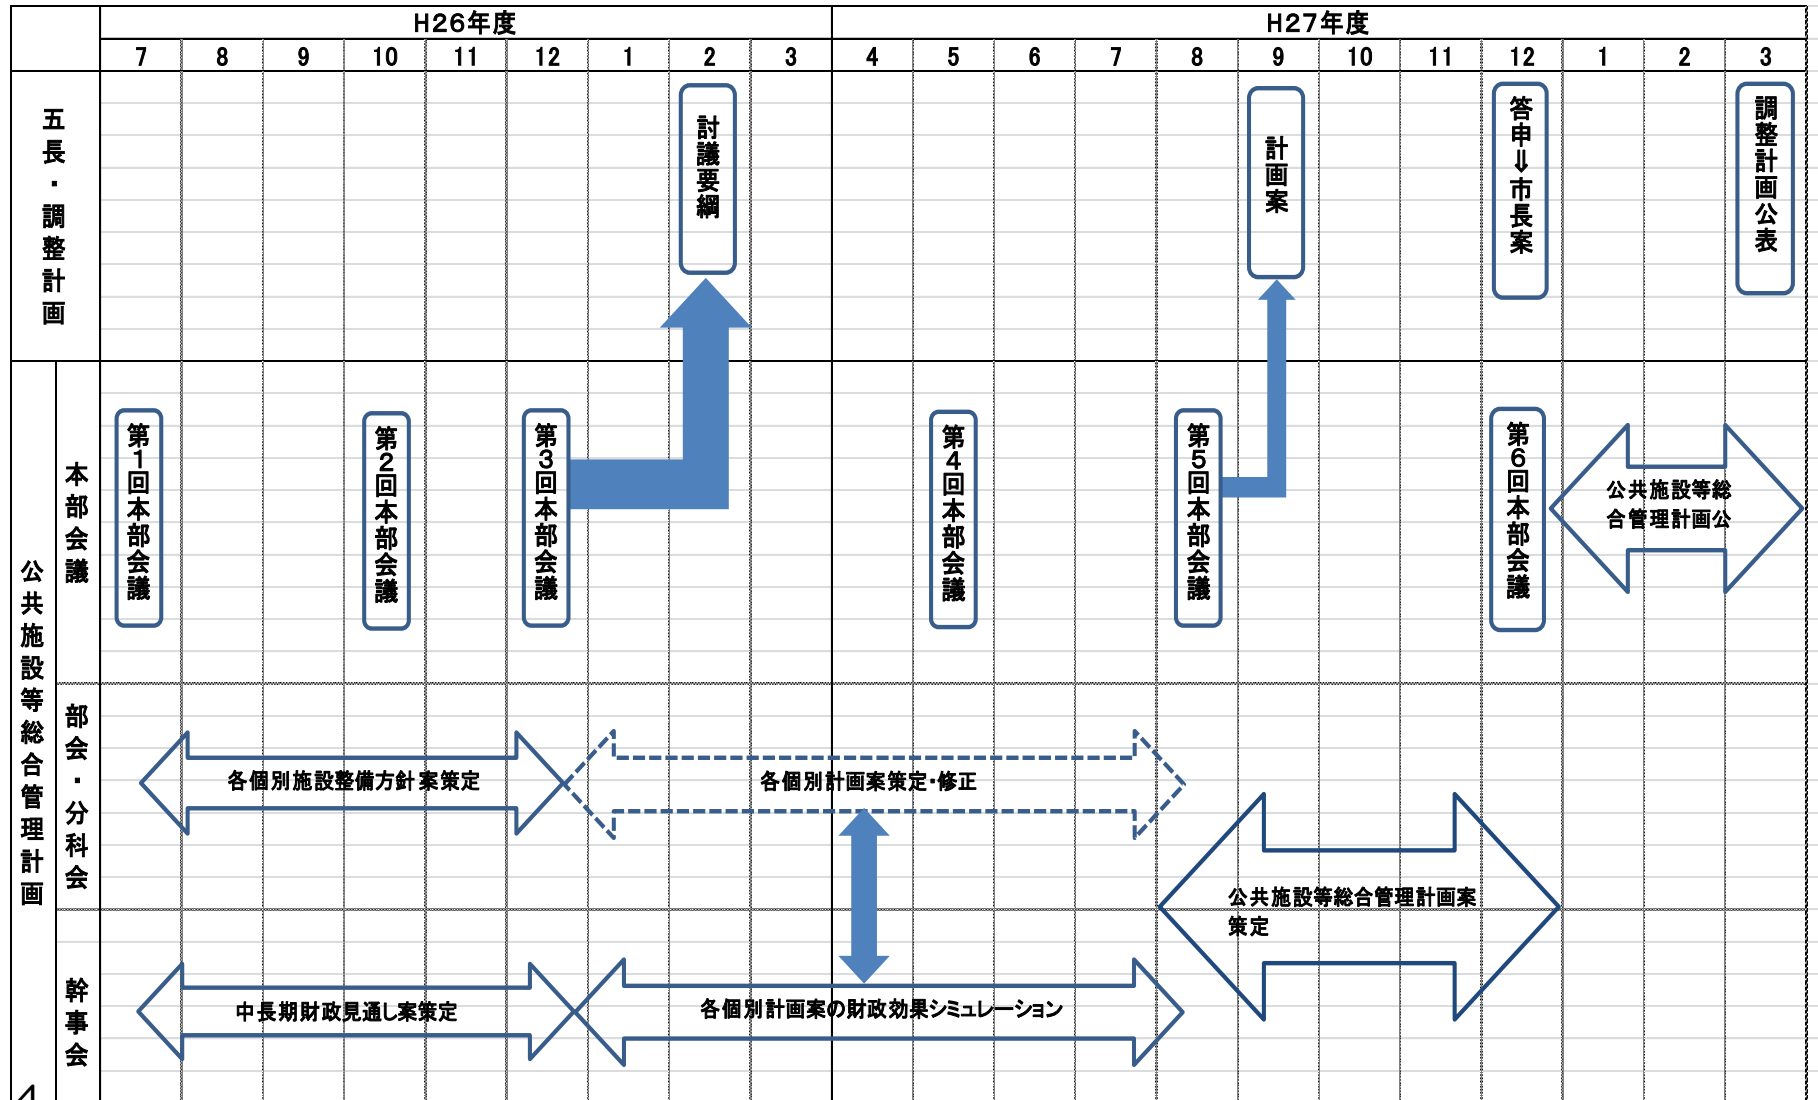 H26年度
H27年度
7 8 9 10 11 12 1 2 3 4 5 6 7 8 9 10 11 12 1 2 3
五長・調整計画
討議要綱
計画案
答申⇒市長案
調整計画公表
公共施設等総合管理計画
本部会議
第1回本部会議
第2回本部会議
第3回本部会議
第4回本部会議
第5回本部会議
第6回本部会議
公共施設等総
合管理計画公
部会・分科会
各個別施設整備方針案策定
各個別計画案策定・修正
公共施設等総合管理計画案
策定
幹事会
中長期財政見通し案策定
各個別計画案の財政効果シミュレーション